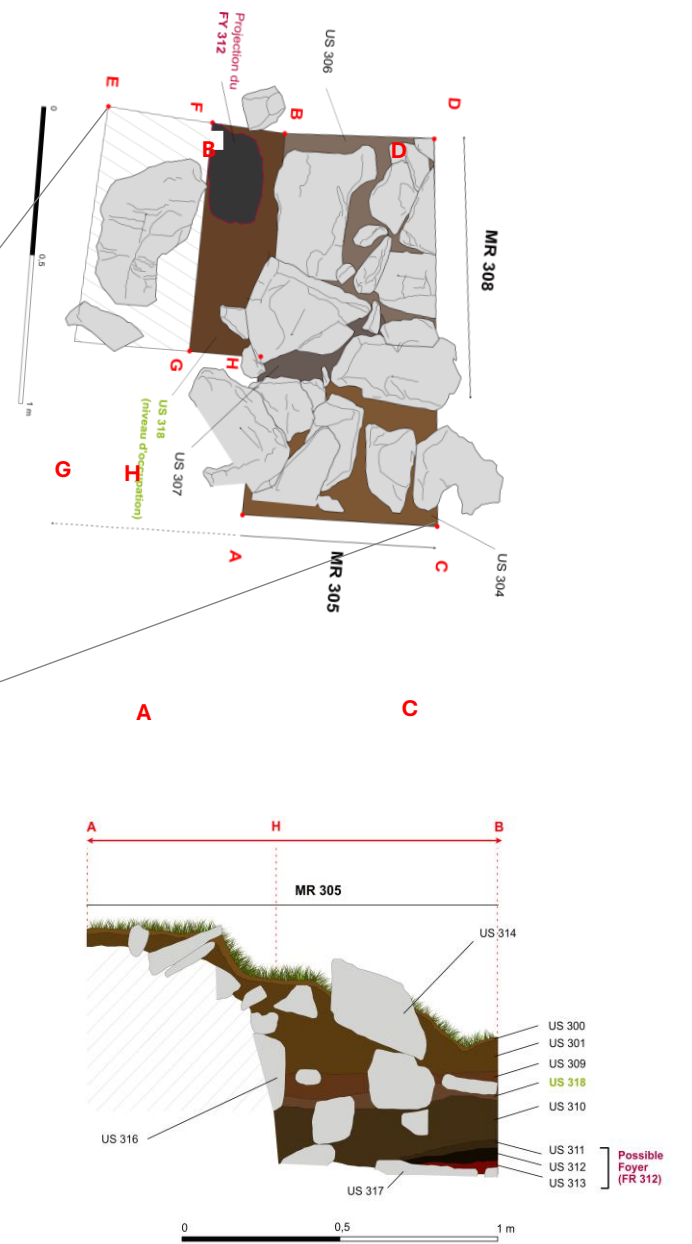 Projection du
FY 312
US 306
E
F
B
D
B
D
0
0.5
1 m
MR 308
G
H
US 318
(niveau d'occupation)
US 307
G
H
A
MR 305
C
US 304
A
C
A
H
B
MR 305
US 314
US 300
US 301
US 309
US 318
US 310
US 316
US 311
US 312
US 313
Possible
Foyer
(FR 312)
US 317
0
0,5
1 m